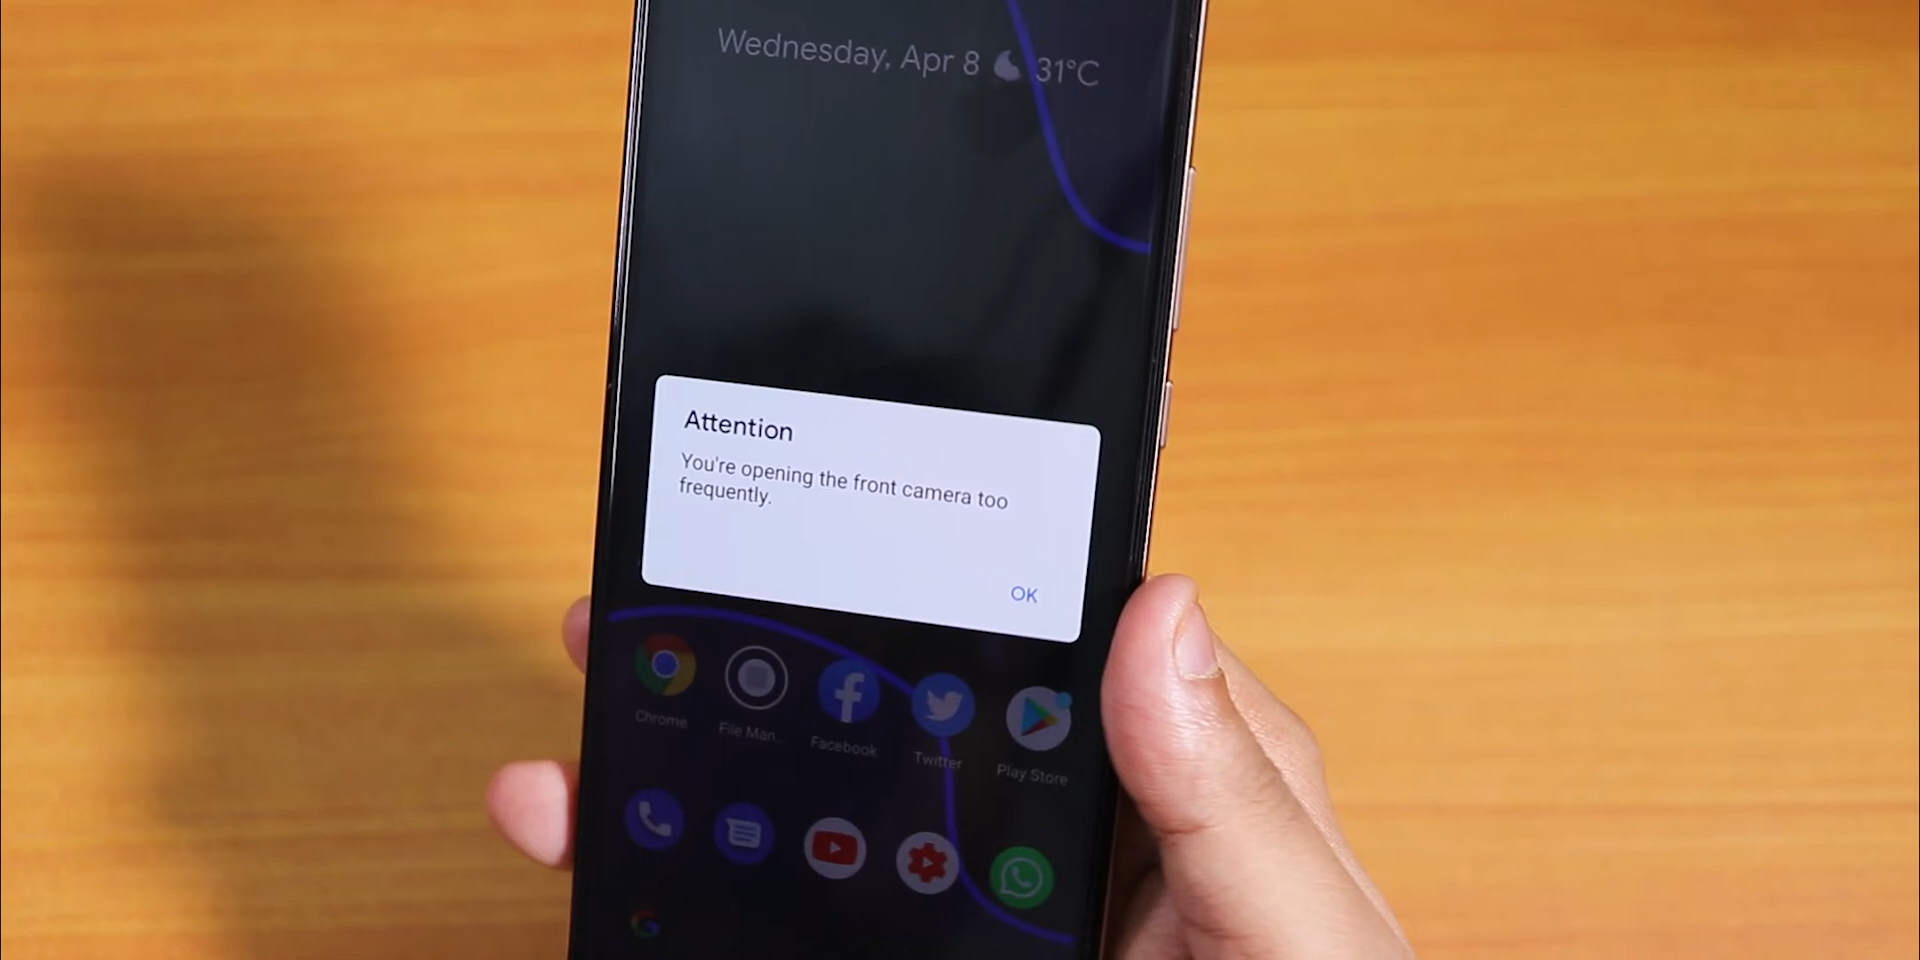 Wednesday, Apr 8 31°C
Attention
You're opening the front camera too
frequently.
OK
Chrome File Man... Facebook Twitter Play Store